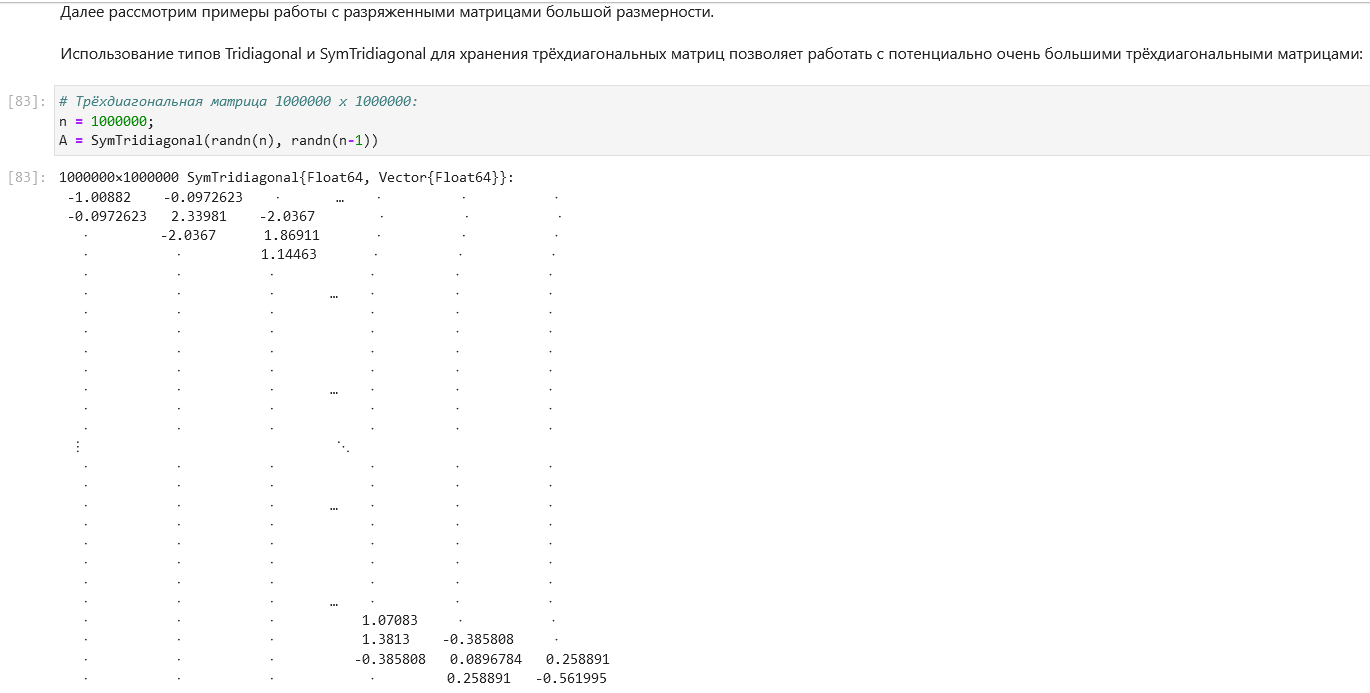 Далее рассмотрим примеры работы с разряженными матрицами большой размерности.
Использование типов Tridiagonal и SymTridiagonal для хранения трёхдиагональных матриц позволяет работать с потенциально очень большими трёхдиагональными матрицами:
[83]: # Трёхдиагональная матрица 1000000 x 1000000:
n = 1000000;
A = SymTridiagonal(randn(n), randn(n-1))
[83]: 1000000×1000000 SymTridiagonal{Float64, Vector{Float64}}:
-1.00882 -0.0972623 ⋅ … ⋅ ⋅ ⋅
-0.0972623 2.33981 -2.0367 ⋅ ⋅ ⋅
⋅ -2.0367 1.86911 ⋅ ⋅ ⋅
⋅ ⋅ 1.14463 ⋅ ⋅ ⋅
⋅ ⋅ ⋅ ⋅ ⋅ ⋅
⋅ ⋅ ⋅ … ⋅ ⋅ ⋅
⋅ ⋅ ⋅ ⋅ ⋅ ⋅
⋅ ⋅ ⋅ ⋅ ⋅ ⋅
⋅ ⋅ ⋅ ⋅ ⋅ ⋅
⋅ ⋅ ⋅ ⋅ ⋅ ⋅
⋅ ⋅ ⋅ … ⋅ ⋅ ⋅
⋅ ⋅ ⋅ ⋅ ⋅ ⋅
⋅ ⋅ ⋅ ⋅ ⋅ ⋅
⋮ ⋱
⋅ ⋅ ⋅ ⋅ ⋅ ⋅
⋅ ⋅ ⋅ ⋅ ⋅ ⋅
⋅ ⋅ ⋅ … ⋅ ⋅ ⋅
⋅ ⋅ ⋅ ⋅ ⋅ ⋅
⋅ ⋅ ⋅ ⋅ ⋅ ⋅
⋅ ⋅ ⋅ ⋅ ⋅ ⋅
⋅ ⋅ ⋅ ⋅ ⋅ ⋅
⋅ ⋅ ⋅ … ⋅ ⋅ ⋅
⋅ ⋅ ⋅ 1.07083 ⋅ ⋅
⋅ ⋅ ⋅ 1.3813 -0.385808 ⋅
⋅ ⋅ ⋅ -0.385808 0.0896784 0.258891
⋅ ⋅ ⋅ ⋅ 0.258891 -0.561995